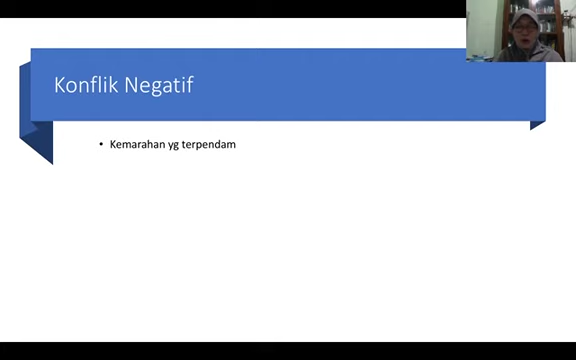 Konflik Negatif
• Kemarahan yg terpendam